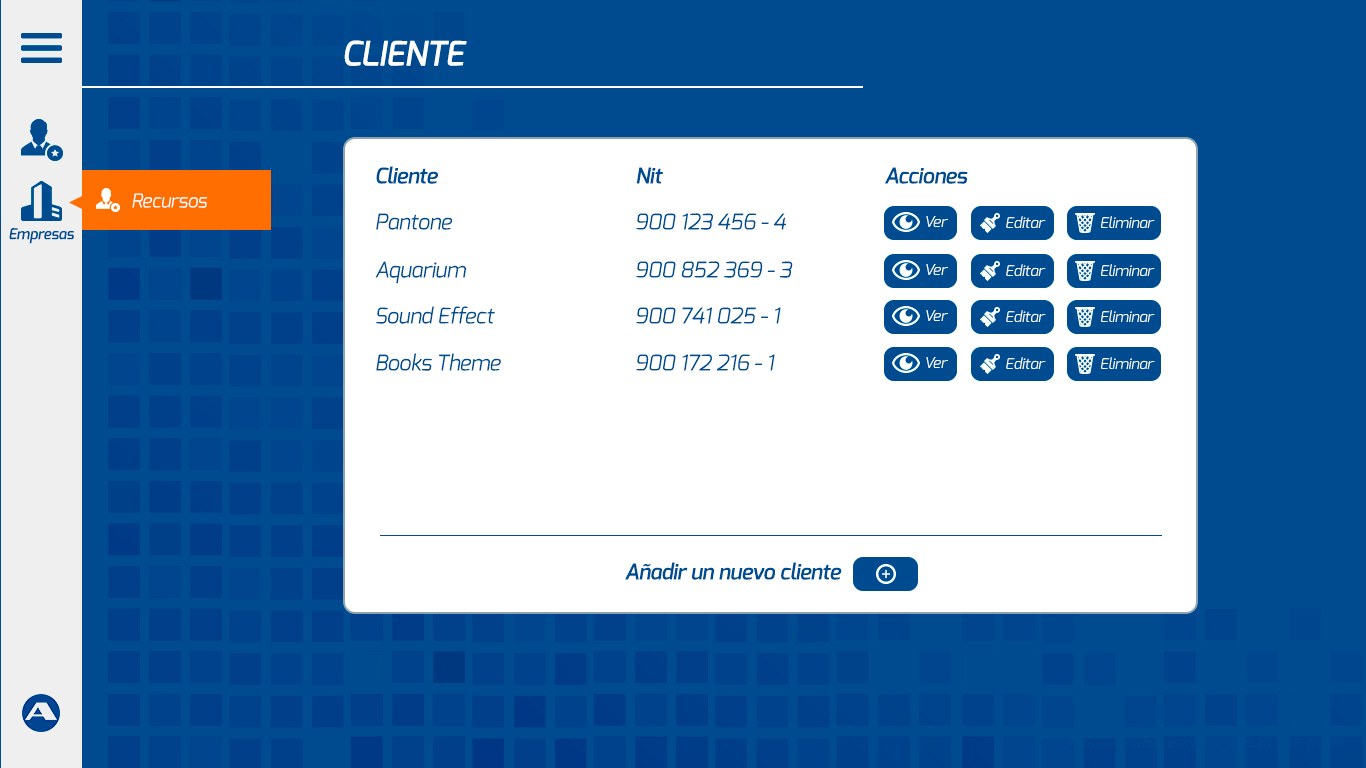 CLIENTE
Recursos
Empresas
Cliente Nit Acciones
Pantone 900 123 456 - 4 Ver Editar Eliminar
Aquarium 900 852 369 - 3 Ver Editar Eliminar
Sound Effect 900 741 025 - 1 Ver Editar Eliminar
Books Theme 900 172 216 - 1 Ver Editar Eliminar
Añadir un nuevo cliente